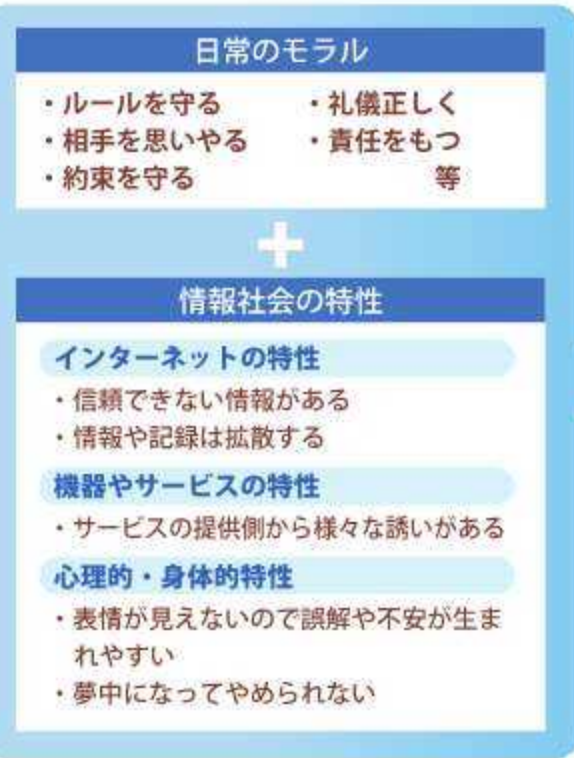 日常のモラル
・ルールを守る
・相手を思いやる
・約束を守る
・礼儀正しく
・責任をもつ
等
+
情報社会の特性
インターネットの特性
・信頼できない情報がある
・情報や記録は拡散する
機器やサービスの特性
・サービスの提供側から様々な誘いがある
心理的・身体的特性
・表情が見えないので誤解や不安が生ま
れやすい
・夢中になってやめられない